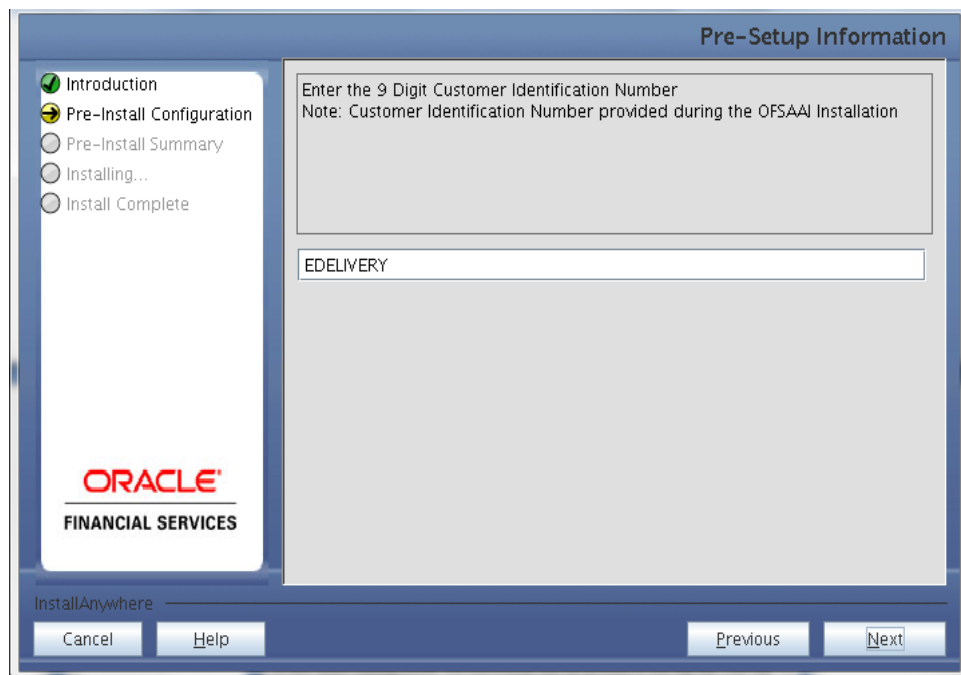 Pre-Setup Information
Introduction
Pre-Install Configuration
Pre-Install Summary
Installing...
Install Complete
ORACLE'
FINANCIAL SERVICES
Enter the 9 Digit Customer Identification Number
Note: Customer Identification Number provided during the OFSAAI Installation
EDELIVERY
InstallAnywhere
Cancel
Help
Previous
Next